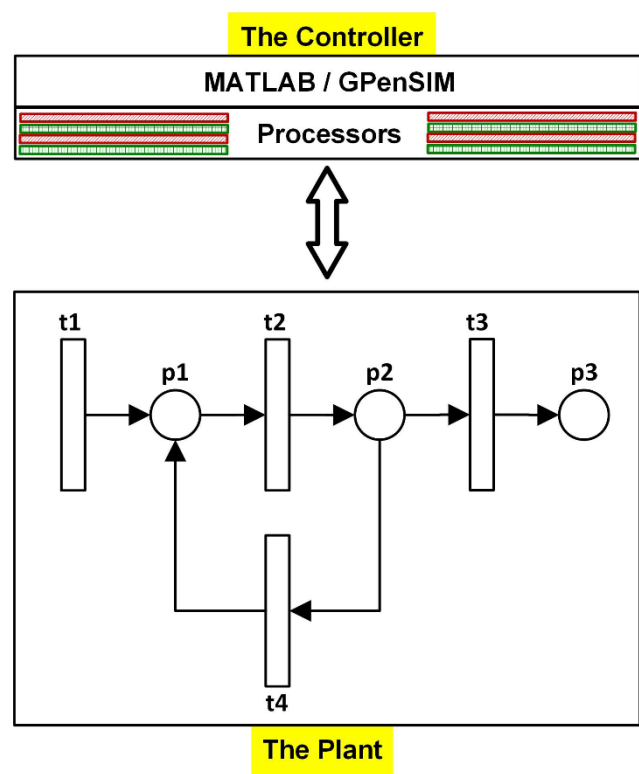 The Controller
MATLAB / GPenSIM
Processors
t1
t2
t3
p1
p2
p3
t4
The Plant